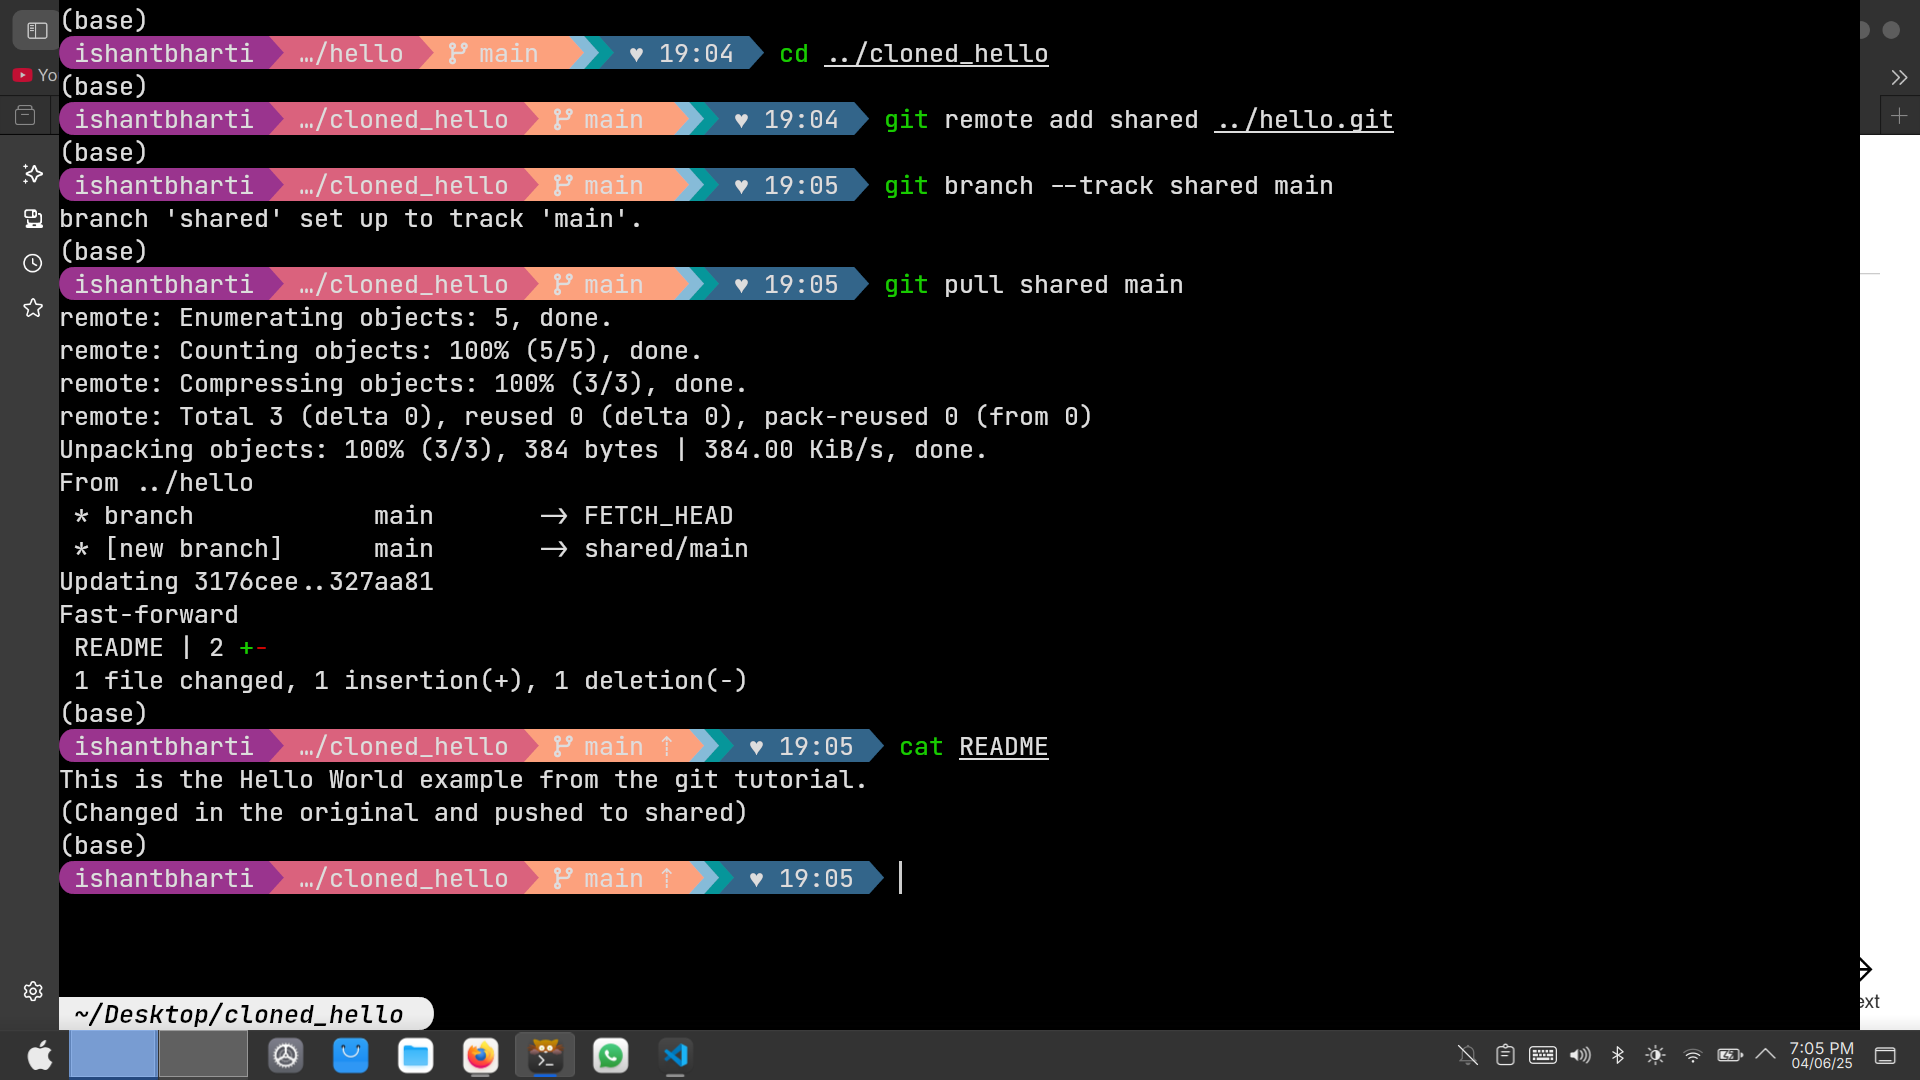 (base)
ishantbharti …/hello main ♥ 19:04 cd ../cloned_hello
Yo
(base)
ishantbharti …/cloned_hello main ♥ 19:04 git remote add shared ../hello.git
(base)
ishantbharti …/cloned_hello main ♥ 19:05 git branch --track shared main
branch 'shared' set up to track 'main'.
(base)
ishantbharti …/cloned_hello main ♥ 19:05 git pull shared main
remote: Enumerating objects: 5, done.
remote: Counting objects: 100% (5/5), done.
remote: Compressing objects: 100% (3/3), done.
remote: Total 3 (delta 0), reused 0 (delta 0), pack-reused 0 (from 0)
Unpacking objects: 100% (3/3), 384 bytes | 384.00 KiB/s, done.
From ../hello
* branch main -> FETCH_HEAD
* [new branch] main -> shared/main
Updating 3176cee..327aa81
Fast-forward
README | 2 +-
1 file changed, 1 insertion(+), 1 deletion(-)
(base)
ishantbharti …/cloned_hello main ⇡ ♥ 19:05 cat README
This is the Hello World example from the git tutorial.
(Changed in the original and pushed to shared)
(base)
ishantbharti …/cloned_hello main ⇡ ♥ 19:05
ext
~/Desktop/cloned_hello
7:05 PM
04/06/25